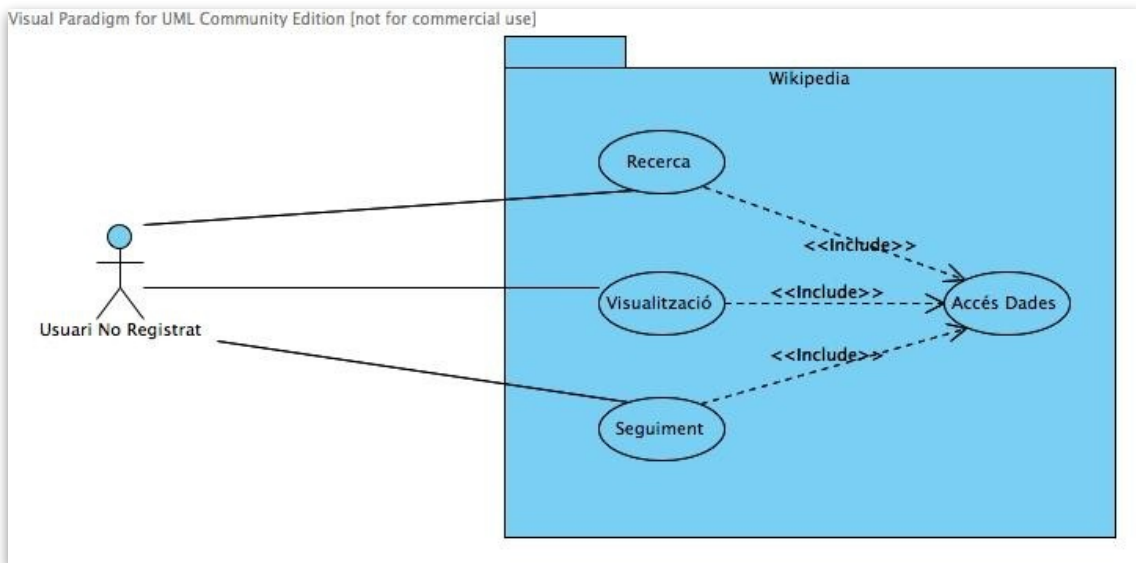 Visual Paradigm for UML Community Edition [not for commercial use]
Wikipedia
Recerca
<<Include>>
<<Include>>
Visualització
Accés Dades
Usuari No Registrat
<<Include>>
Seguiment